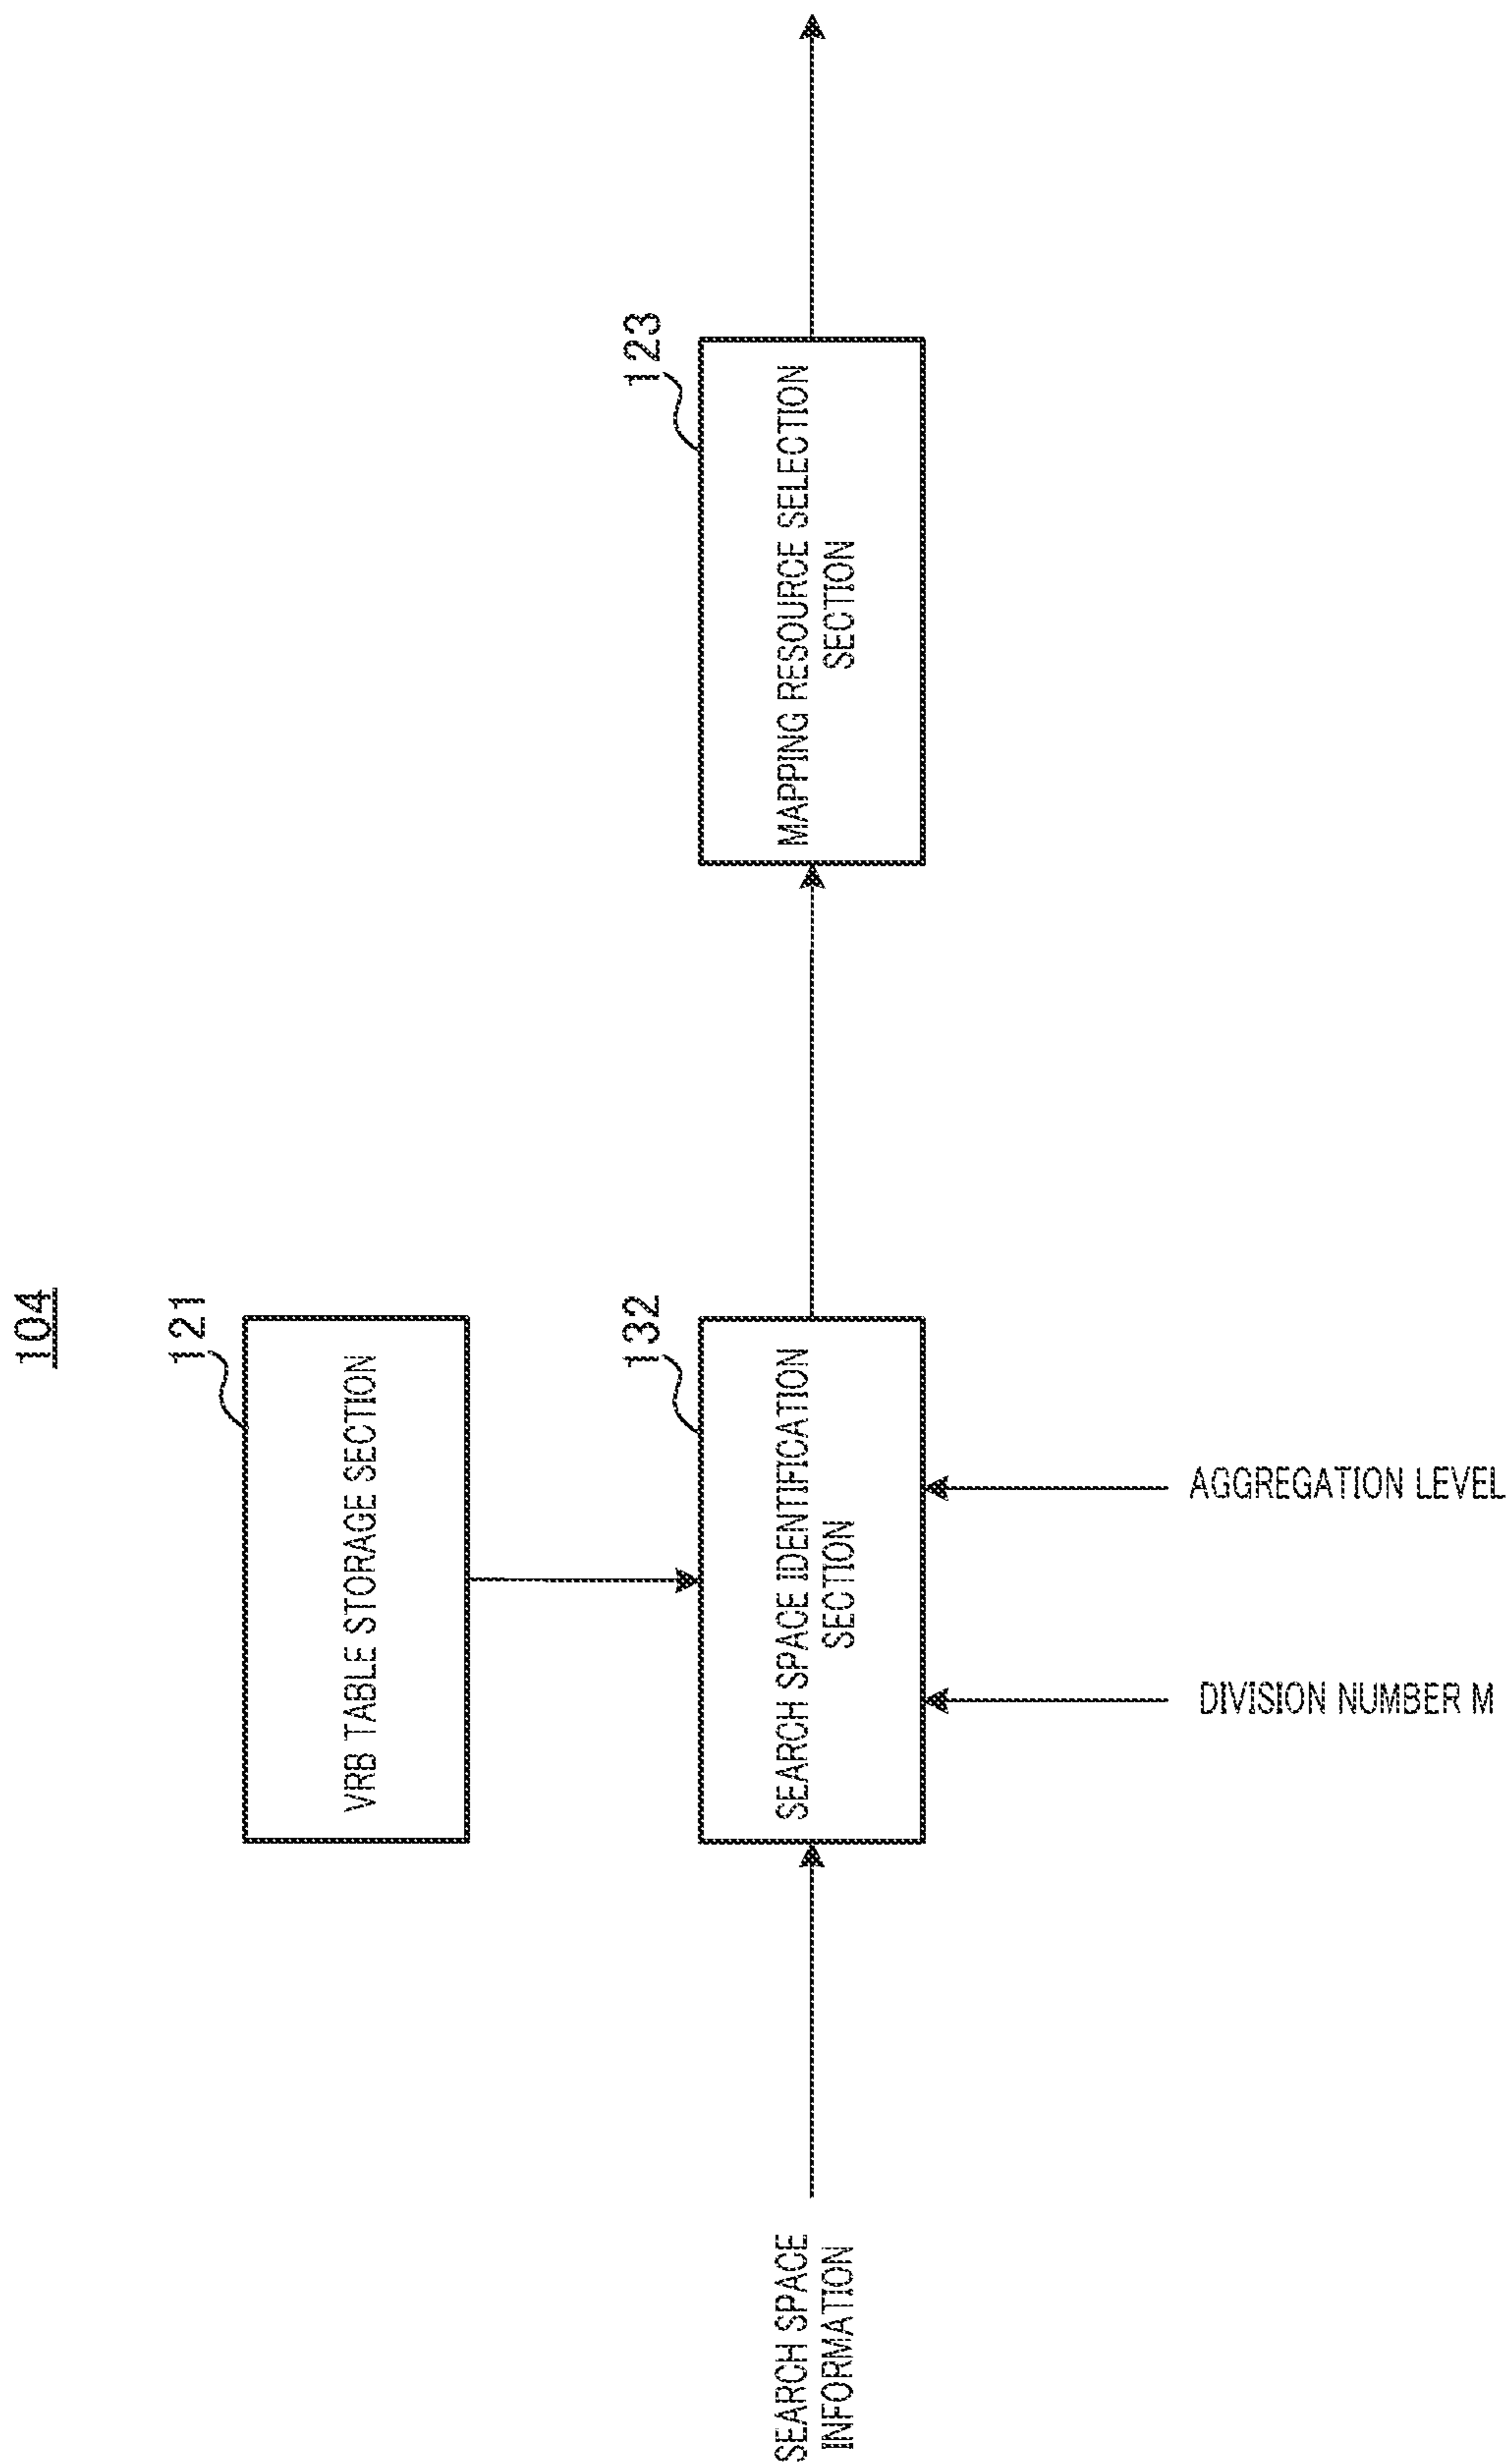 104
121
VRB TABLE STORAGE SECTION
132
SEARCH SPACE IDENTIFICATION
SECTION
123
MAPPING RESOURCE SELECTION
SECTION
SEARCH SPACE
INFORMATION
DIVISION NUMBER M
AGGREGATION LEVEL